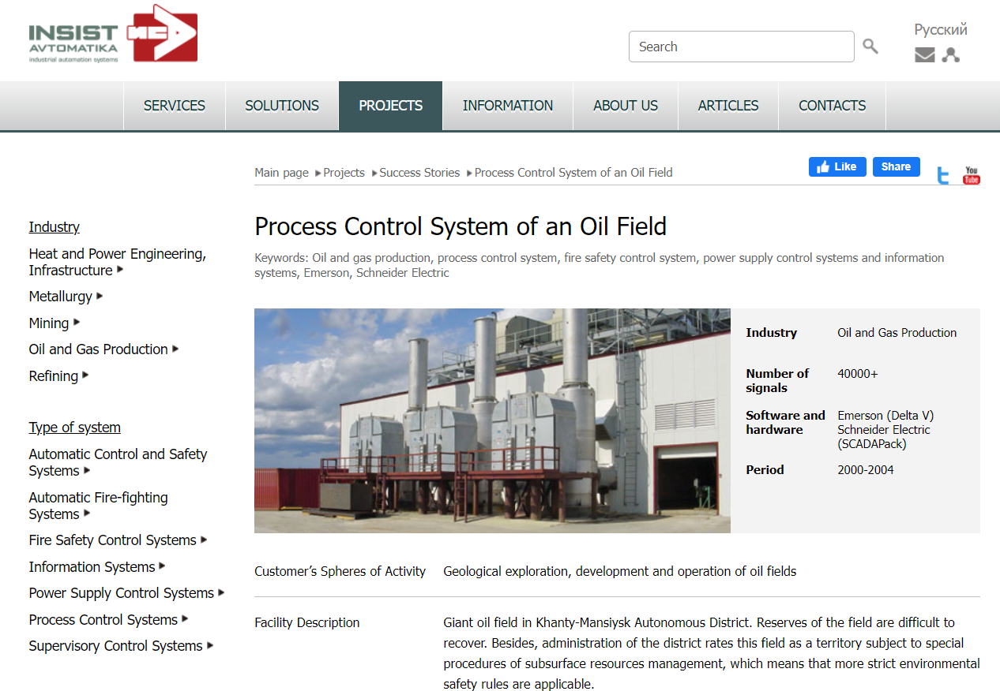 INSIST
AVTOMATIKA
industrial automation systems
Search
Русский
SERVICES
SOLUTIONS
PROJECTS
INFORMATION
ABOUT US
ARTICLES
CONTACTS
Main page
Projects
Success Stories
Process Control System of an Oil Field
Like
Share
You
Tube
Industry
Heat and Power Engineering,
Infrastructure
Metallurgy
Mining
Oil and Gas Production
Refining
Type of system
Automatic Control and Safety
Systems
Automatic Fire-fighting
Systems
Fire Safety Control Systems
Information Systems
Power Supply Control Systems
Process Control Systems
Supervisory Control Systems
Process Control System of an Oil Field
Keywords: Oil and gas production, process control system, fire safety control system, power supply control systems and information
systems, Emerson, Schneider Electric
Industry Oil and Gas Production
Number of 40000+
signals
Software and Emerson (Delta V)
hardware Schneider Electric
(SCADAPack)
Period 2000-2004
Customer’s Spheres of Activity Geological exploration, development and operation of oil fields
Facility Description Giant oil field in Khanty-Mansiysk Autonomous District. Reserves of the field are difficult to
recover. Besides, administration of the district rates this field as a territory subject to special
procedures of subsurface resources management, which means that more strict environmental
safety rules are applicable.